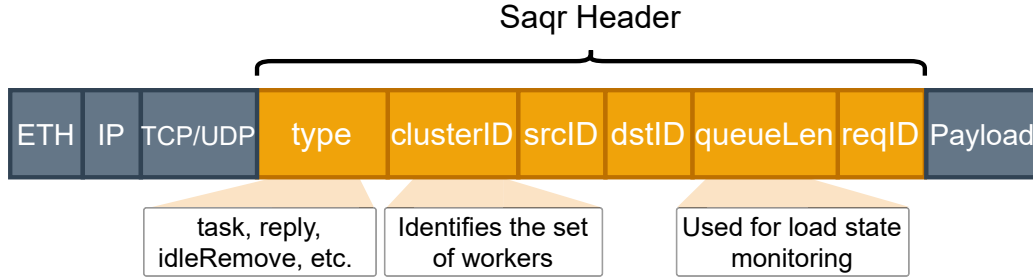 Saqr Header
ETH IP TCP/UDP type clusterID srcID dstID queueLen reqID Payload
task, reply,
idleRemove, etc.
Identifies the set
of workers
Used for load state
monitoring